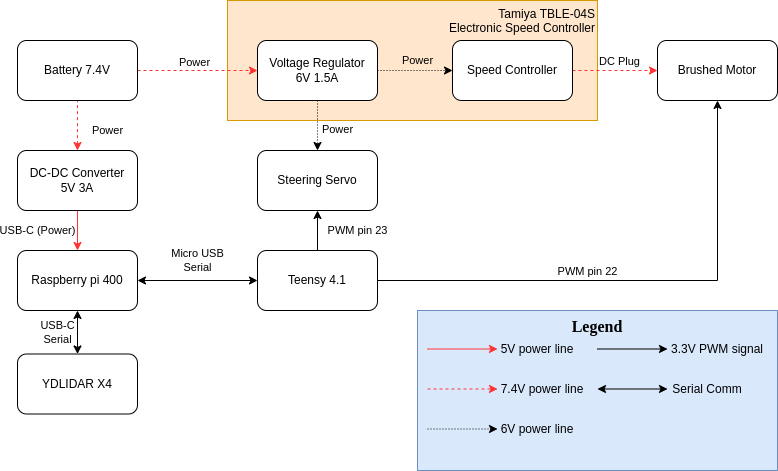 Tamiya TBLE-04S
Electronic Speed Controller
Battery 7.4V
Power
Voltage Regulator
6V 1.5A
Power
Speed Controller
DC Plug
Brushed Motor
Power
Power
DC-DC Converter
5V 3A
Steering Servo
USB-C (Power)
PWM pin 23
Raspberry pi 400
Micro USB
Serial
Teensy 4.1
PWM pin 22
USB-C
Serial
YDLIDAR X4
Legend
5V power line
3.3V PWM signal
7.4V power line
Serial Comm
6V power line